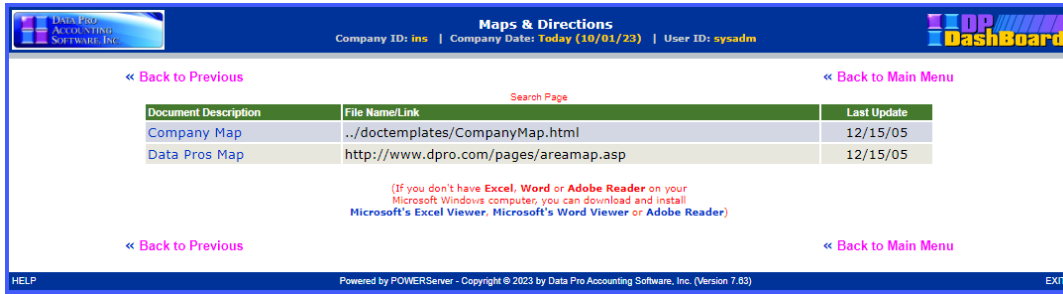 DATA PRO
ACCOUNTING
SOFTWARE, INC.
Maps & Directions
Company ID: ins | Company Date: Today (10/01/23) | User ID: sysadm
DP
DashBoard
« Back to Previous
« Back to Main Menu
Search Page
Document Description File Name/Link Last Update
Company Map ../doctemplates/CompanyMap.html 12/15/05
Data Pros Map http://www.dpro.com/pages/areamap.asp 12/15/05
(If you don't have Excel, Word or Adobe Reader on your
Microsoft Windows computer, you can download and install
Microsoft's Excel Viewer, Microsoft's Word Viewer or Adobe Reader)
« Back to Previous
« Back to Main Menu
HELP Powered by POWERServer - Copyright © 2023 by Data Pro Accounting Software, Inc. (Version 7.63) EXIT